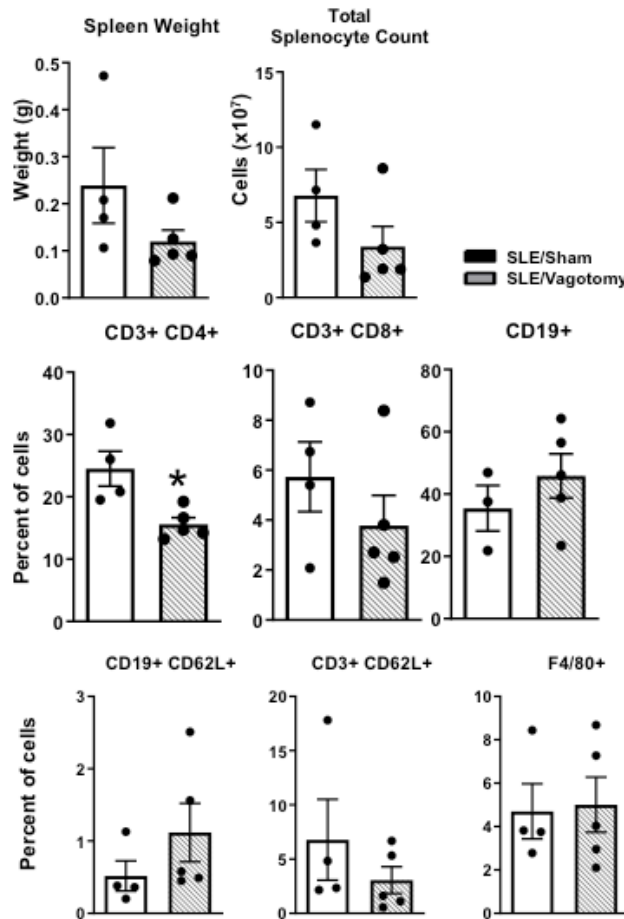 Spleen Weight
Total
Splenocyte Count
Weight (g)
0.5
0.4
0.3
0.2
0.1
0.0
Cells (x10⁷)
15
10
5
0
SLE/Sham
SLE/Vagotomy
CD3+ CD4+
CD3+ CD8+
CD19+
Percent of cells
40
30
20
10
0
*
10
8
6
4
2
0
80
60
40
20
0
CD19+ CD62L+
CD3+ CD62L+
F4/80+
Percent of cells
3
2
1
0
20
15
10
5
0
10
8
6
4
2
0